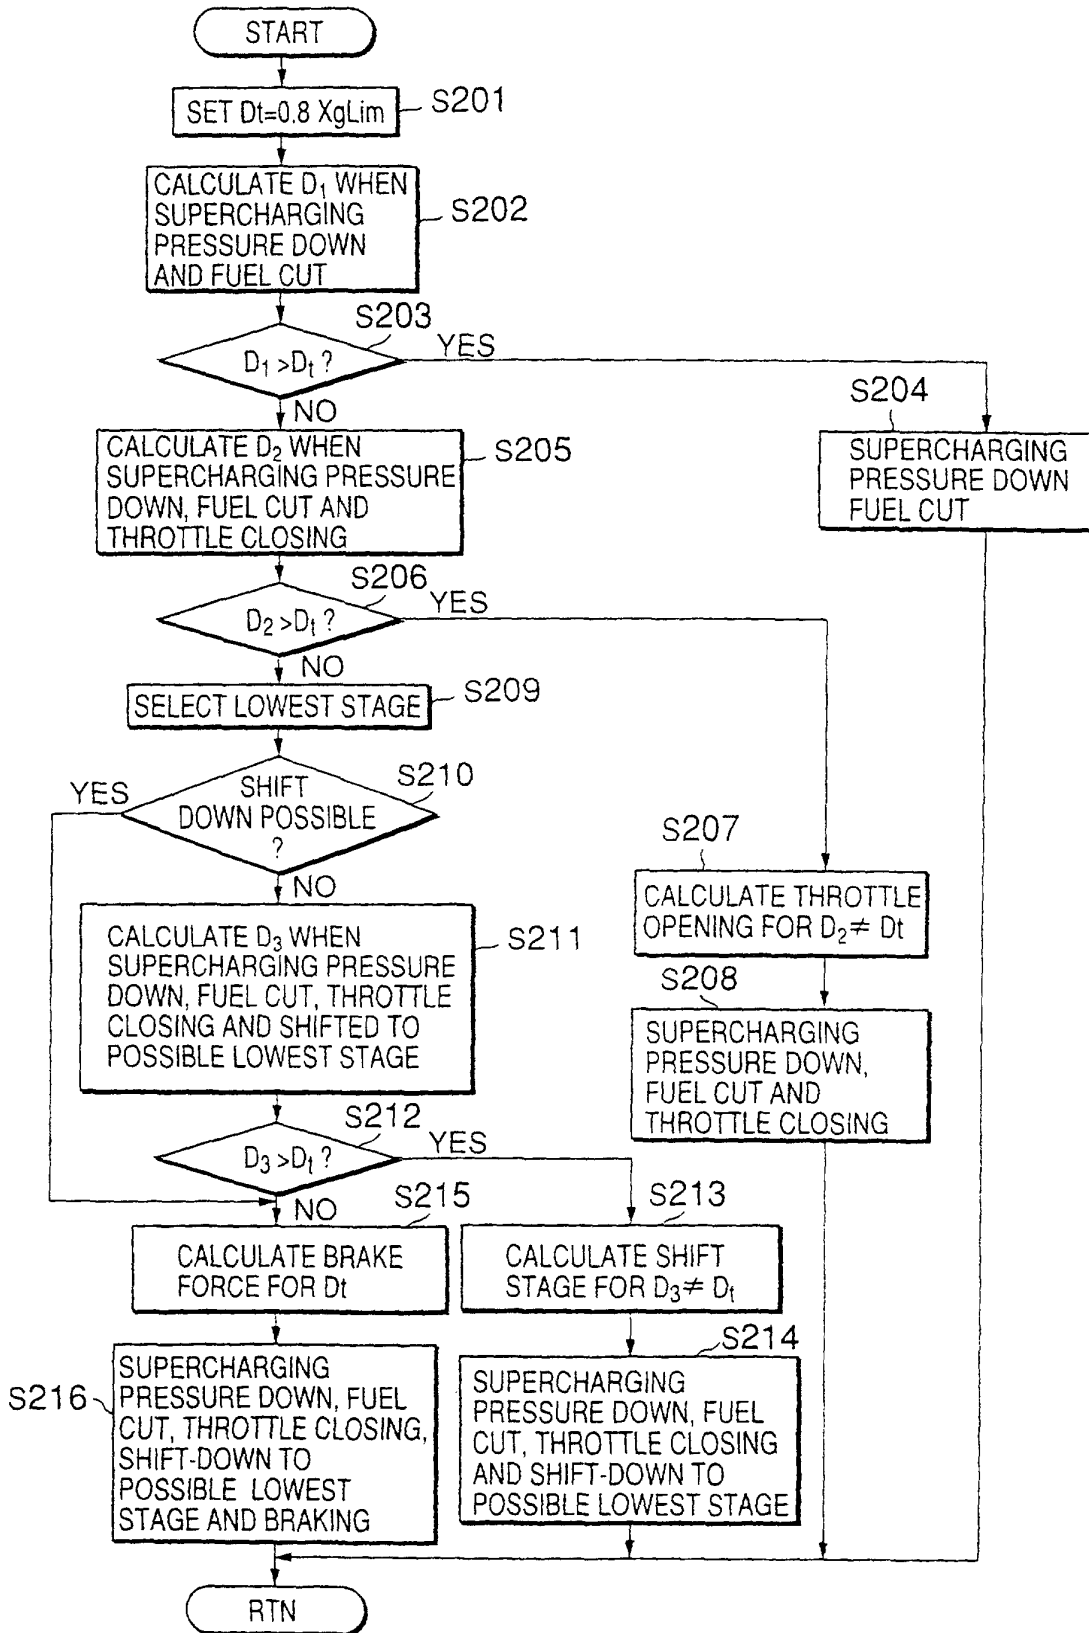 START
SET Dt=0.8 XgLim
S201
CALCULATE D₁ WHEN
SUPERCHARGING
PRESSURE DOWN
AND FUEL CUT
S202
S203
D₁ >Dₜ ?
YES
NO
S204
SUPERCHARGING
PRESSURE DOWN
FUEL CUT
CALCULATE D₂ WHEN
SUPERCHARGING PRESSURE
DOWN, FUEL CUT AND
THROTTLE CLOSING
S205
S206
D₂ >Dₜ ?
YES
NO
SELECT LOWEST STAGE
S209
SHIFT
DOWN POSSIBLE
?
S210
YES
NO
S207
CALCULATE THROTTLE
OPENING FOR D₂ ≠ Dt
S208
SUPERCHARGING
PRESSURE DOWN,
FUEL CUT AND
THROTTLE CLOSING
CALCULATE D₃ WHEN
SUPERCHARGING PRESSURE
DOWN, FUEL CUT, THROTTLE
CLOSING AND SHIFTED TO
POSSIBLE LOWEST STAGE
S211
S212
D₃ >Dₜ ?
YES
NO
S215
CALCULATE BRAKE
FORCE FOR Dt
S213
CALCULATE SHIFT
STAGE FOR D₃ ≠ Dₜ
S216
SUPERCHARGING
PRESSURE DOWN, FUEL
CUT, THROTTLE CLOSING,
SHIFT-DOWN TO
POSSIBLE LOWEST
STAGE AND BRAKING
S214
SUPERCHARGING
PRESSURE DOWN, FUEL
CUT, THROTTLE CLOSING
AND SHIFT-DOWN TO
POSSIBLE LOWEST STAGE
RTN